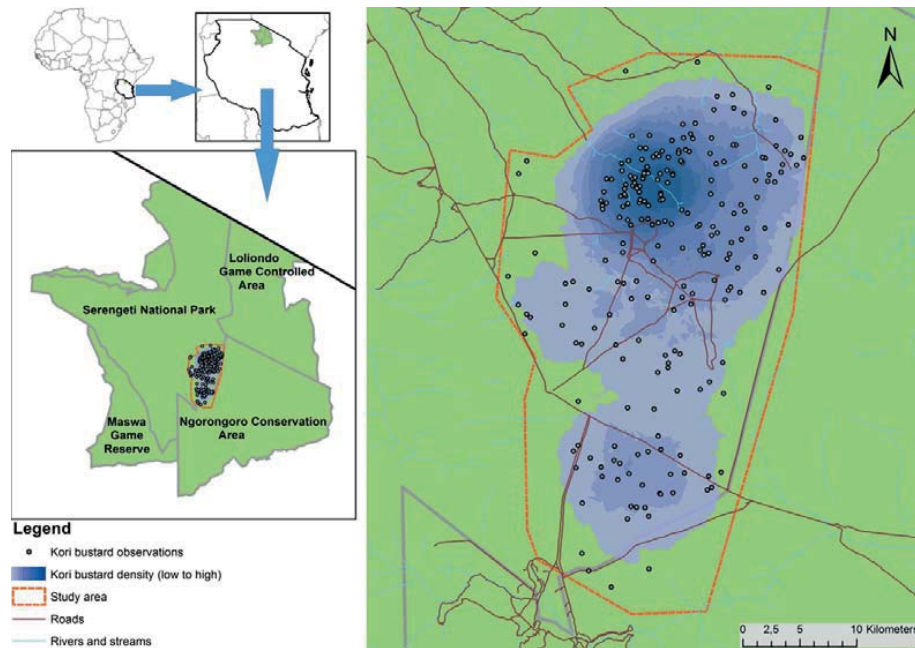 N
Loliondo
Game Controlled
Area
Serengeti National Park
Maswa
Game
Reserve
Ngorongoro Conservation
Area
Legend
Kori bustard observations
Kori bustard density (low to high)
Study area
Roads
Rivers and streams
0 2,5 5 10 Kilometers